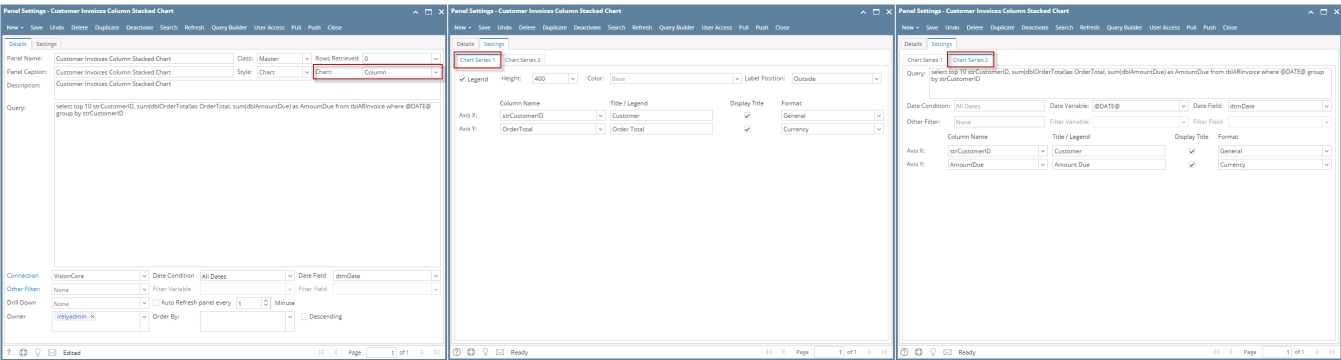 Panel Settings - Customer Invoices Column Stacked Chart
New Save Undo Delete Duplicate Deactivate Search Refresh Query Builder User Access Pull Push Close
Details Settings
Panel Name: Customer Invoices Column Stacked Chart Class: Master Rows Retrieved: 0
Panel Caption: Customer Invoices Column Stacked Chart Style: Chart Chart: Column
Description: Customer Invoices Column Stacked Chart
Query: select top 10 strCustomerID, sum(dblOrderTotal)as OrderTotal, sum(dblAmountDue) as AmountDue from tblARInvoice where @DATE@
group by strCustomerID
Connection: VisionCore Date Condition All Dates Date Field dtmDate
Other Filter: None Filter Variable Filter Field
Drill Down None Auto Refresh panel every 1 Minute
Owner irelyadmin × Order By: Descending
? Edited Page 1 of 1
Panel Settings - Customer Invoices Column Stacked Chart
New Save Undo Delete Duplicate Deactivate Search Refresh Query Builder User Access Pull Push Close
Details Settings
Chart Series 1 Chart Series 2
Legend Height: 400 Color: Base Label Position: Outside
Column Name Title / Legend Display Title Format
Axis X: strCustomerID Customer General
Axis Y: OrderTotal Order Total Currency
? Ready Page 1 of 1
Panel Settings - Customer Invoices Column Stacked Chart
New Save Undo Delete Duplicate Deactivate Search Refresh Query Builder User Access Pull Push Close
Details Settings
Chart Series 1 Chart Series 2
Query: select top 10 strCustomerID, sum(dblOrderTotal)as OrderTotal, sum(dblAmountDue) as AmountDue from tblARInvoice where @DATE@ group
by strCustomerID
Date Condition: All Dates Date Variable: @DATE@ Date Field: dtmDate
Other Filter: None Filter Variable: Filter Field:
Column Name Title / Legend Display Title Format
Axis X: strCustomerID Customer General
Axis Y: AmountDue Amount Due Currency
? Ready Page 1 of 1